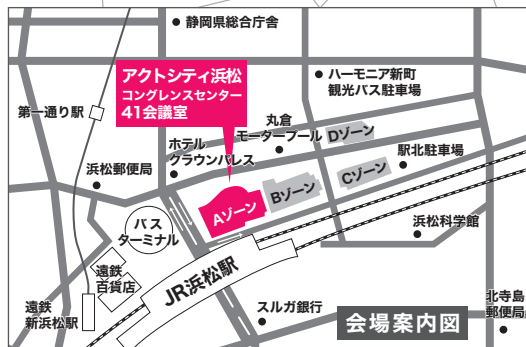 静岡県総合庁舎
アクトシティ浜松
コングレンスセンター
41会議室
ハーモニア新町
観光バス駐車場
第一通り駅
丸倉
モータープール
Dゾーン
ホテル
クラウンパレス
浜松郵便局
駅北駐車場
Cゾーン
Bゾーン
Aゾーン
バス
ターミナル
浜松科学館
遠鉄
百貨店
JR浜松駅
遠鉄
新浜松駅
スルガ銀行
北寺島
郵便局
会場案内図